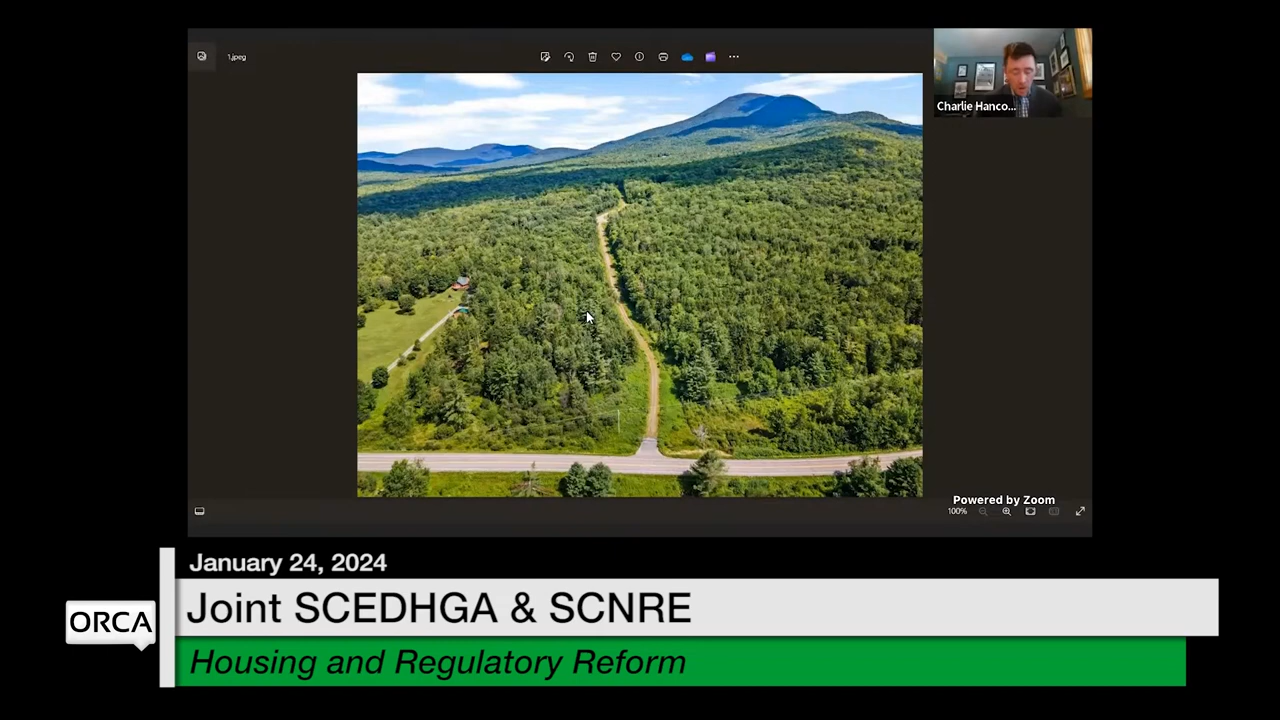 1.jpeg
Charlie Hanco...
Powered by Zoom
100%
January 24, 2024
Joint SCEDHGA & SCNRE
ORCA
Housing and Regulatory Reform